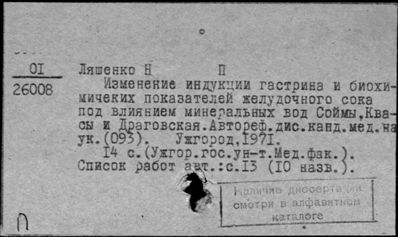 01
26008
Ляшенко Н П
Изменение индукции гастрина и биохи-
мичеких показателей желудочного сока
под влиянием минеральных вод Соймы,Ква-
сы и Драговская.Автореф.дис.канд.мед.на
ук.(093). Ужгород,1971.
14 с.(Ужгор.гос.ун-т.Мед.фак.).
Список работ авт.:с.13 (10 назв.).
Наличие диссертации
смотри в алфавитном
каталоге
Л